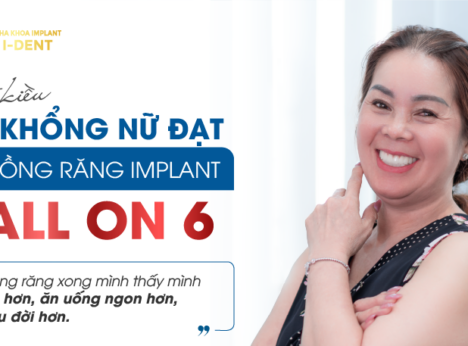 HA KHOA IMPLANT
I-DENT
kiều
KHỔNG NỮ ĐẠT
ỒNG RĂNG IMPLANT
ALL ON 6
ng răng xong mình thấy mình
hơn, ăn uống ngon hơn,
đời hơn.
”